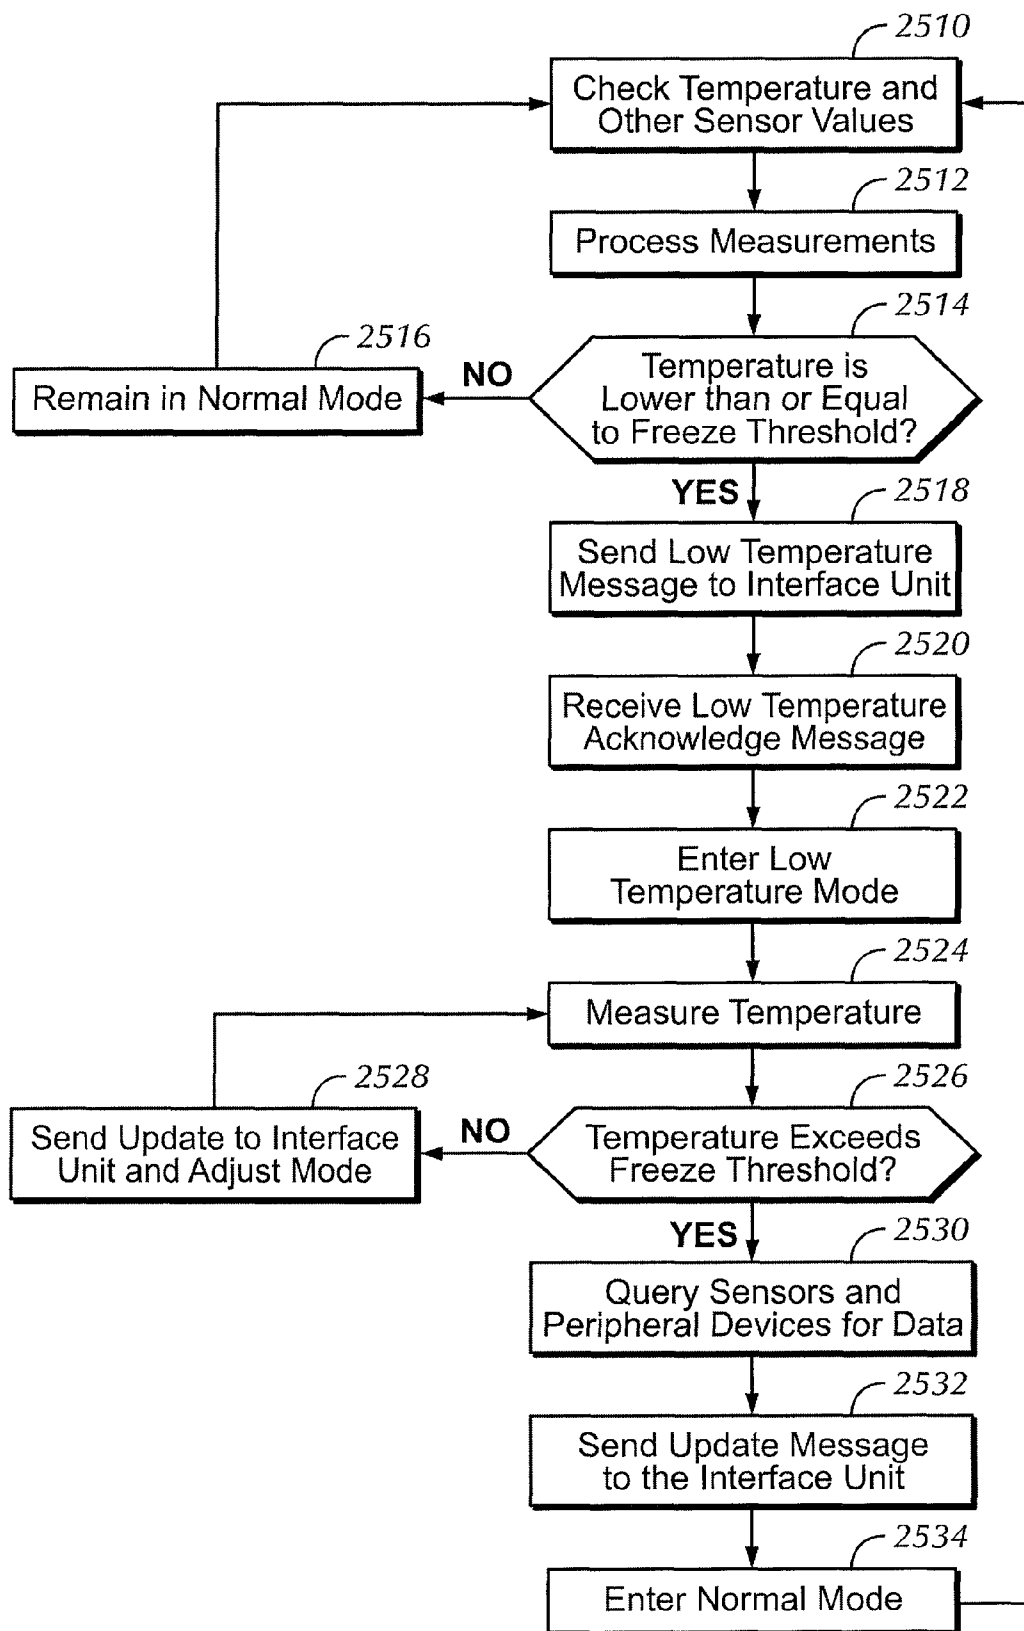 2510
Check Temperature and
Other Sensor Values
2512
Process Measurements
2514
Temperature is
Lower than or Equal
to Freeze Threshold?
NO
2516
Remain in Normal Mode
YES
2518
Send Low Temperature
Message to Interface Unit
2520
Receive Low Temperature
Acknowledge Message
2522
Enter Low
Temperature Mode
2524
Measure Temperature
2526
Temperature Exceeds
Freeze Threshold?
NO
2528
Send Update to Interface
Unit and Adjust Mode
YES
2530
Query Sensors and
Peripheral Devices for Data
2532
Send Update Message
to the Interface Unit
2534
Enter Normal Mode